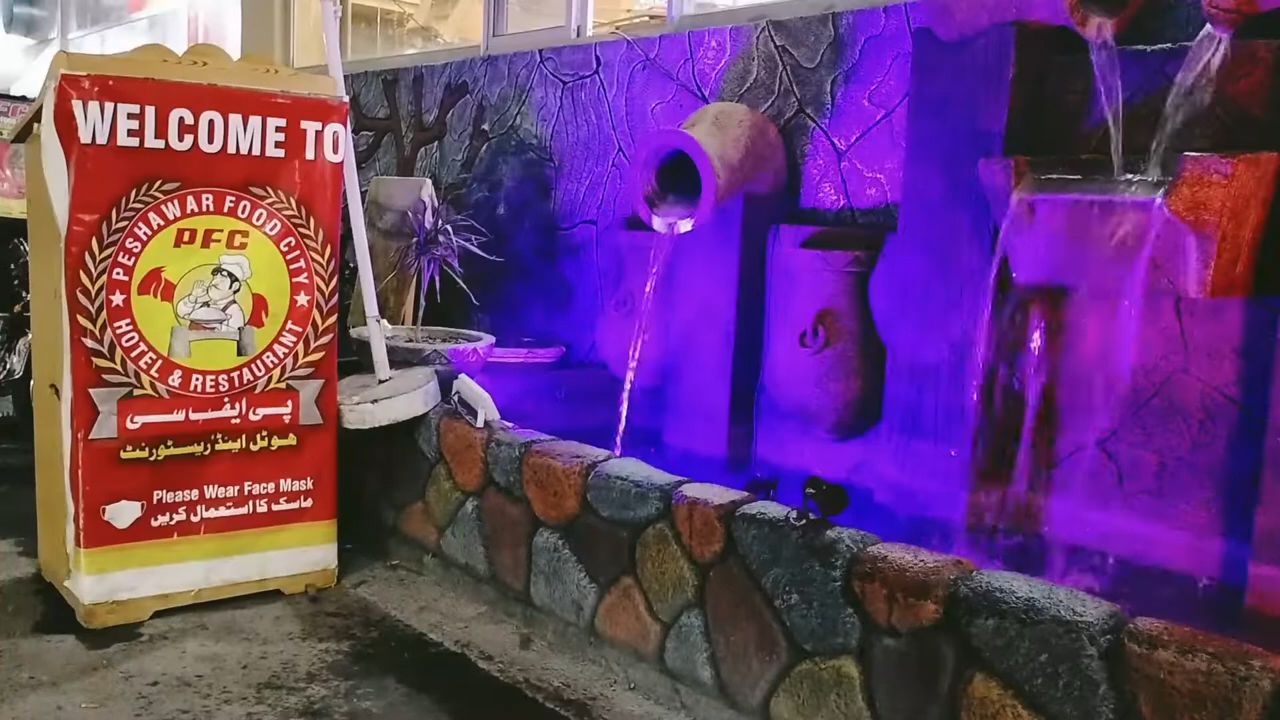 WELCOME TO
PESHAWAR FOOD CITY
PFC
HOTEL & RESTAURANT
پی ایف سی
ھوٹل اینڈ ریسٹورنٹ
Please Wear Face Mask
ماسک کا استعمال کریں